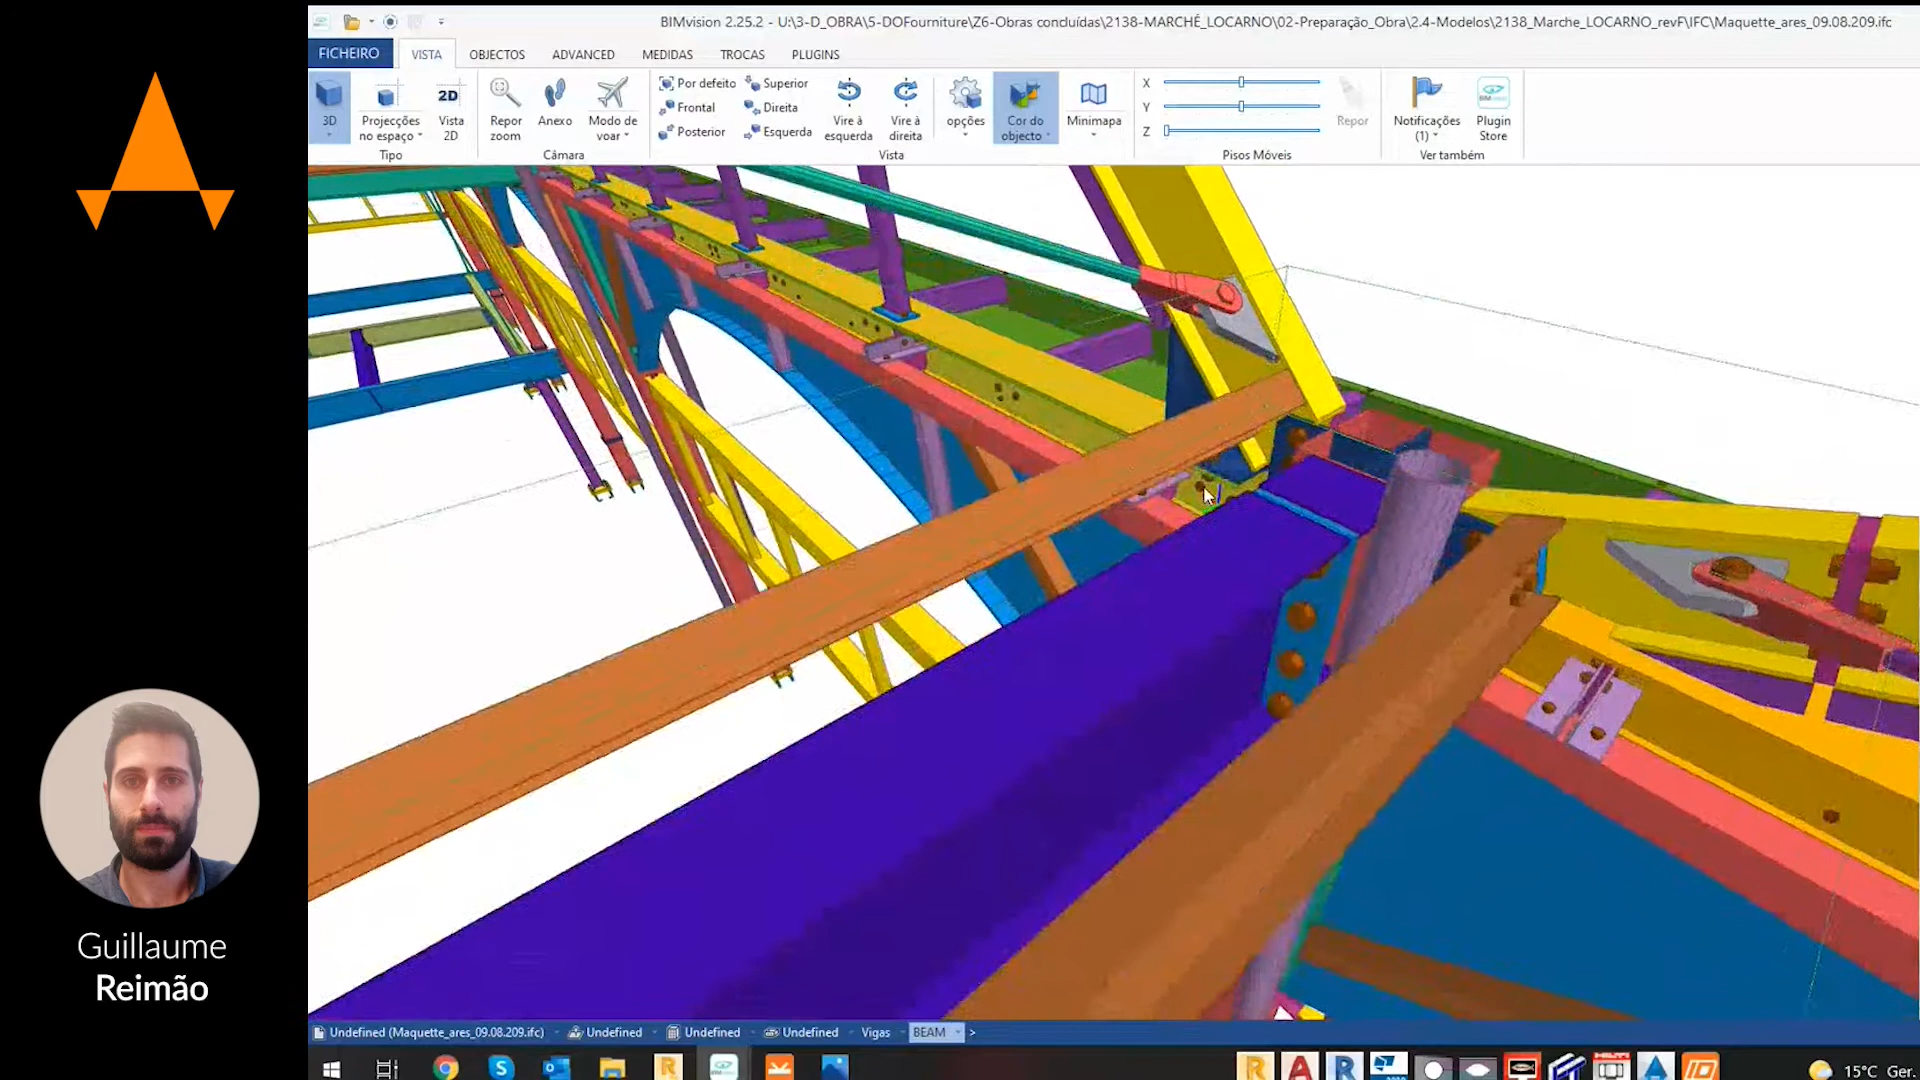 BIMvision 2.25.2 - U:\3-D_OBRA\5-DOFourniture\Z6-Obras concluídas\2138-MARCHÉ_LOCARNO\02-Preparação_Obra\2.4-Modelos\2138_Marche_LOCARNO_revF\IFC\Maquette_ares_09.08.209.ifc
FICHEIRO VISTA OBJECTOS ADVANCED MEDIDAS TROCAS PLUGINS
3D
Projecções no espaço
2D
Vista 2D
Tipo
Repor zoom
Anexo
Modo de voar
Câmara
Por defeito
Frontal
Posterior
Superior
Direita
Esquerda
Vire à esquerda
Vire à direita
opções
Cor do objecto
Minimapa
Vista
X
Y
Z
Repor
Pisos Móveis
Notificações (1)
Plugin Store
Ver também
Guillaume
Reimão
Undefined (Maquette_ares_09.08.209.ifc) Undefined Undefined Undefined Vigas BEAM >
15°C Ger.